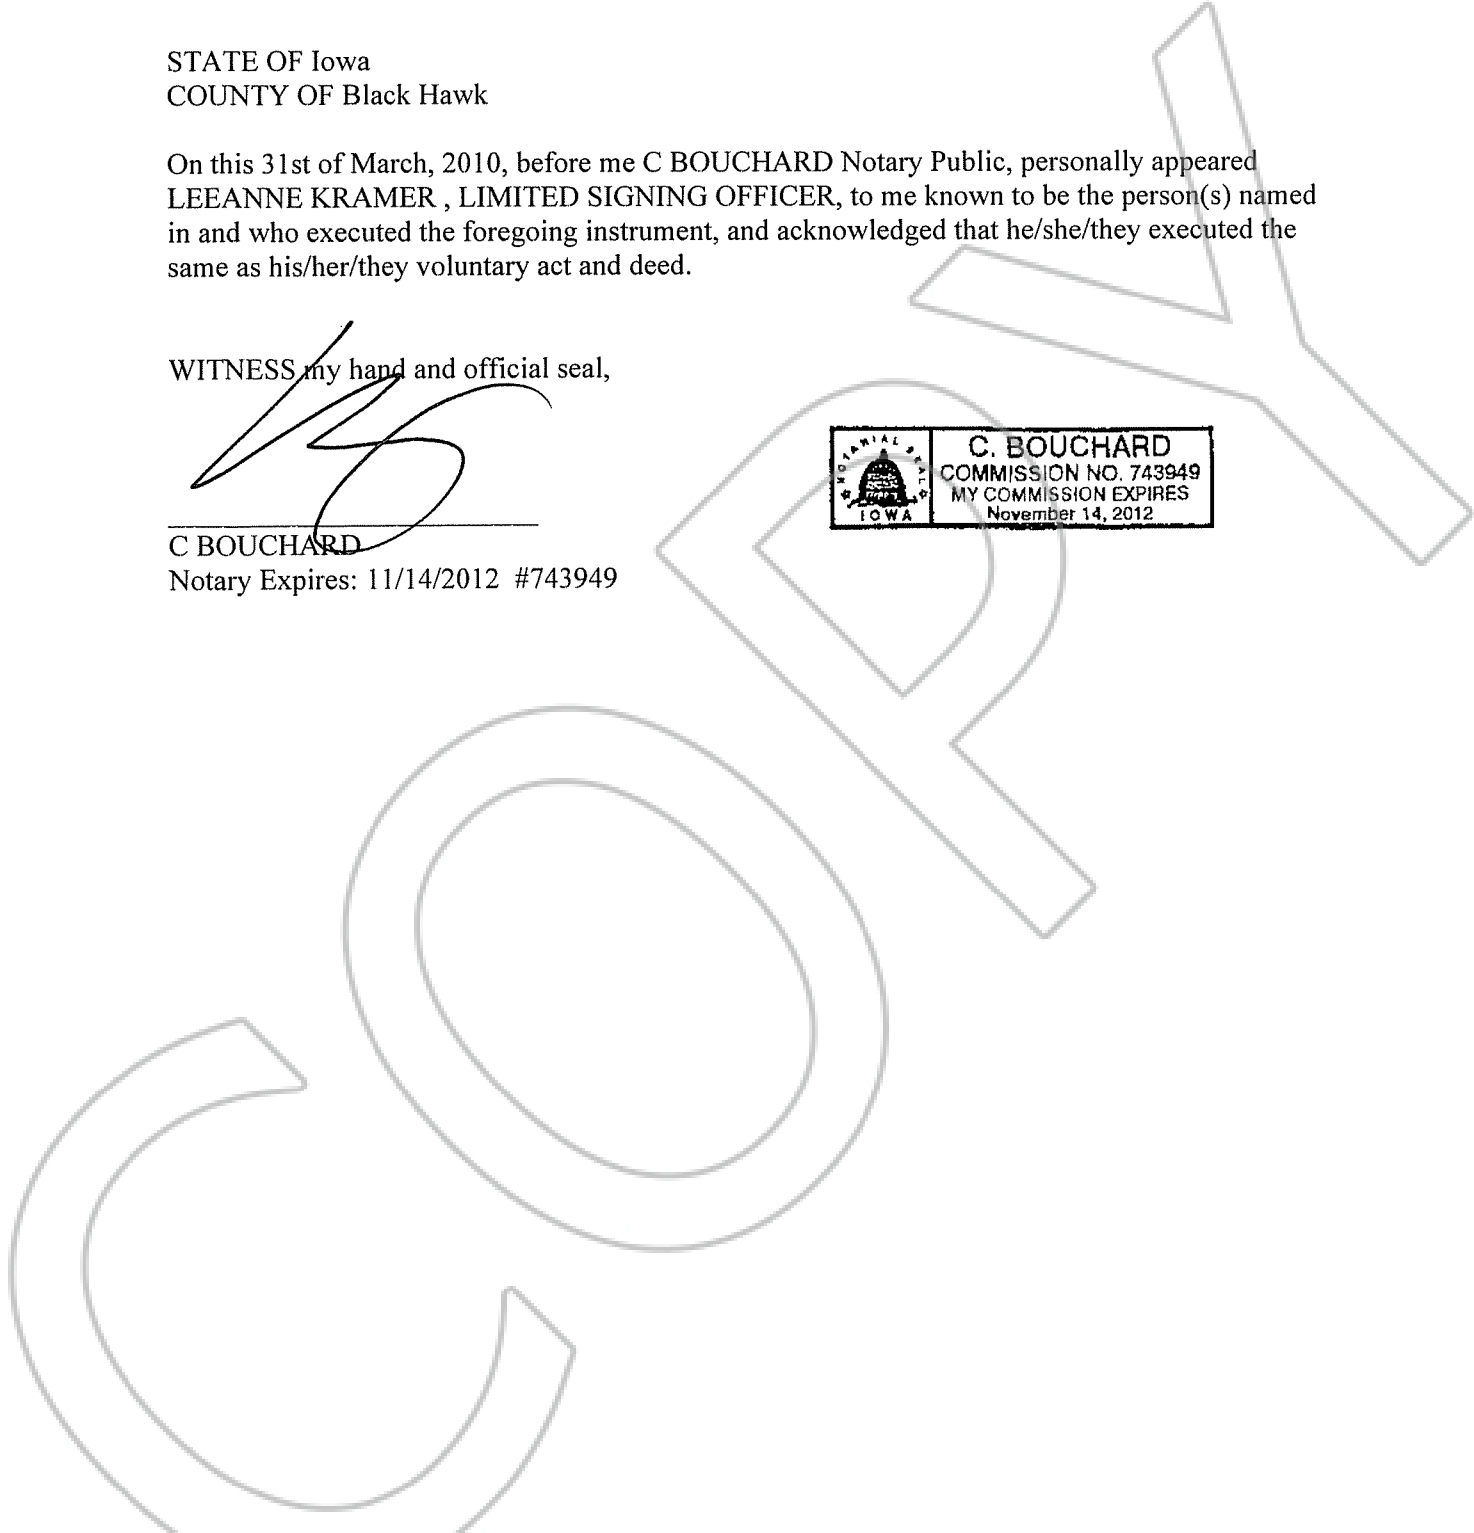 STATE OF Iowa
COUNTY OF Black Hawk
On this 31st of March, 2010, before me C BOUCHARD Notary Public, personally appeared
LEEANNE KRAMER , LIMITED SIGNING OFFICER, to me known to be the person(s) named
in and who executed the foregoing instrument, and acknowledged that he/she/they executed the
same as his/her/they voluntary act and deed.
WITNESS my hand and official seal,
C BOUCHARD
Notary Expires: 11/14/2012 #743949
NOTARIAL SEAL
IOWA
C. BOUCHARD
COMMISSION NO. 743949
MY COMMISSION EXPIRES
November 14, 2012
COPY